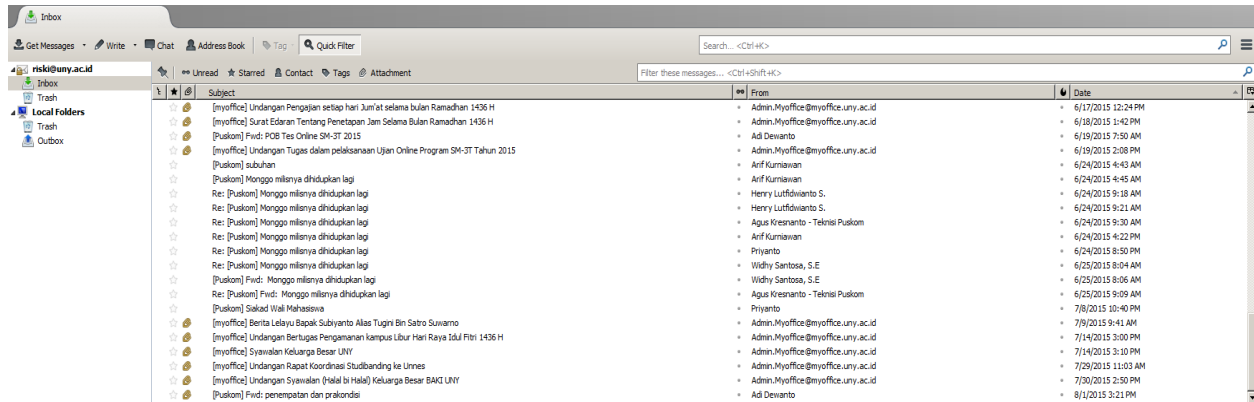 Inbox
Get Messages Write Chat Address Book Tag Quick Filter Search... <Ctrl+K>
riski@uny.ac.id Unread Starred Contact Tags Attachment Filter these messages... <Ctrl+Shift+K>
Inbox
Trash
Local Folders
Trash
Outbox
Subject From Date
[myoffice] Undangan Pengajian setiap hari Jum'at selama bulan Ramadhan 1436 H Admin.Myoffice@myoffice.uny.ac.id 6/17/2015 12:24 PM
[myoffice] Surat Edaran Tentang Penetapan Jam Selama Bulan Ramadhan 1436 H Admin.Myoffice@myoffice.uny.ac.id 6/18/2015 1:42 PM
[Puskom] Fwd: POB Tes Online SM-3T 2015 Adi Dewanto 6/19/2015 7:50 AM
[myoffice] Undangan Tugas dalam pelaksanaan Ujian Online Program SM-3T Tahun 2015 Admin.Myoffice@myoffice.uny.ac.id 6/19/2015 2:08 PM
[Puskom] subuhan Arif Kurniawan 6/24/2015 4:43 AM
[Puskom] Monggo milisnya dihidupkan lagi Arif Kurniawan 6/24/2015 4:45 AM
Re: [Puskom] Monggo milisnya dihidupkan lagi Henry Lutfidwianto S. 6/24/2015 9:18 AM
Re: [Puskom] Monggo milisnya dihidupkan lagi Henry Lutfidwianto S. 6/24/2015 9:21 AM
Re: [Puskom] Monggo milisnya dihidupkan lagi Agus Kresnanto - Teknisi Puskom 6/24/2015 9:30 AM
Re: [Puskom] Monggo milisnya dihidupkan lagi Arif Kurniawan 6/24/2015 4:22 PM
Re: [Puskom] Monggo milisnya dihidupkan lagi Priyanto 6/24/2015 8:50 PM
Re: [Puskom] Monggo milisnya dihidupkan lagi Widhy Santosa, S.E 6/25/2015 8:04 AM
[Puskom] Fwd: Monggo milisnya dihidupkan lagi Widhy Santosa, S.E 6/25/2015 8:06 AM
Re: [Puskom] Fwd: Monggo milisnya dihidupkan lagi Agus Kresnanto - Teknisi Puskom 6/25/2015 9:09 AM
[Puskom] Siakad Wali Mahasiswa Priyanto 7/8/2015 10:40 PM
[myoffice] Berita Lelayu Bapak Subiyanto Alias Tugini Bin Satro Suwarno Admin.Myoffice@myoffice.uny.ac.id 7/9/2015 9:41 AM
[myoffice] Undangan Bertugas Pengamanan kampus Libur Hari Raya Idul Fitri 1436 H Admin.Myoffice@myoffice.uny.ac.id 7/14/2015 3:00 PM
[myoffice] Syawalan Keluarga Besar UNY Admin.Myoffice@myoffice.uny.ac.id 7/14/2015 3:10 PM
[myoffice] Undangan Rapat Koordinasi Studibanding ke Unnes Admin.Myoffice@myoffice.uny.ac.id 7/29/2015 11:03 AM
[myoffice] Undangan Syawalan (Halal bi Halal) Keluarga Besar BAKI UNY Admin.Myoffice@myoffice.uny.ac.id 7/30/2015 2:50 PM
[Puskom] Fwd: penempatan dan prakondisi Adi Dewanto 8/1/2015 3:21 PM